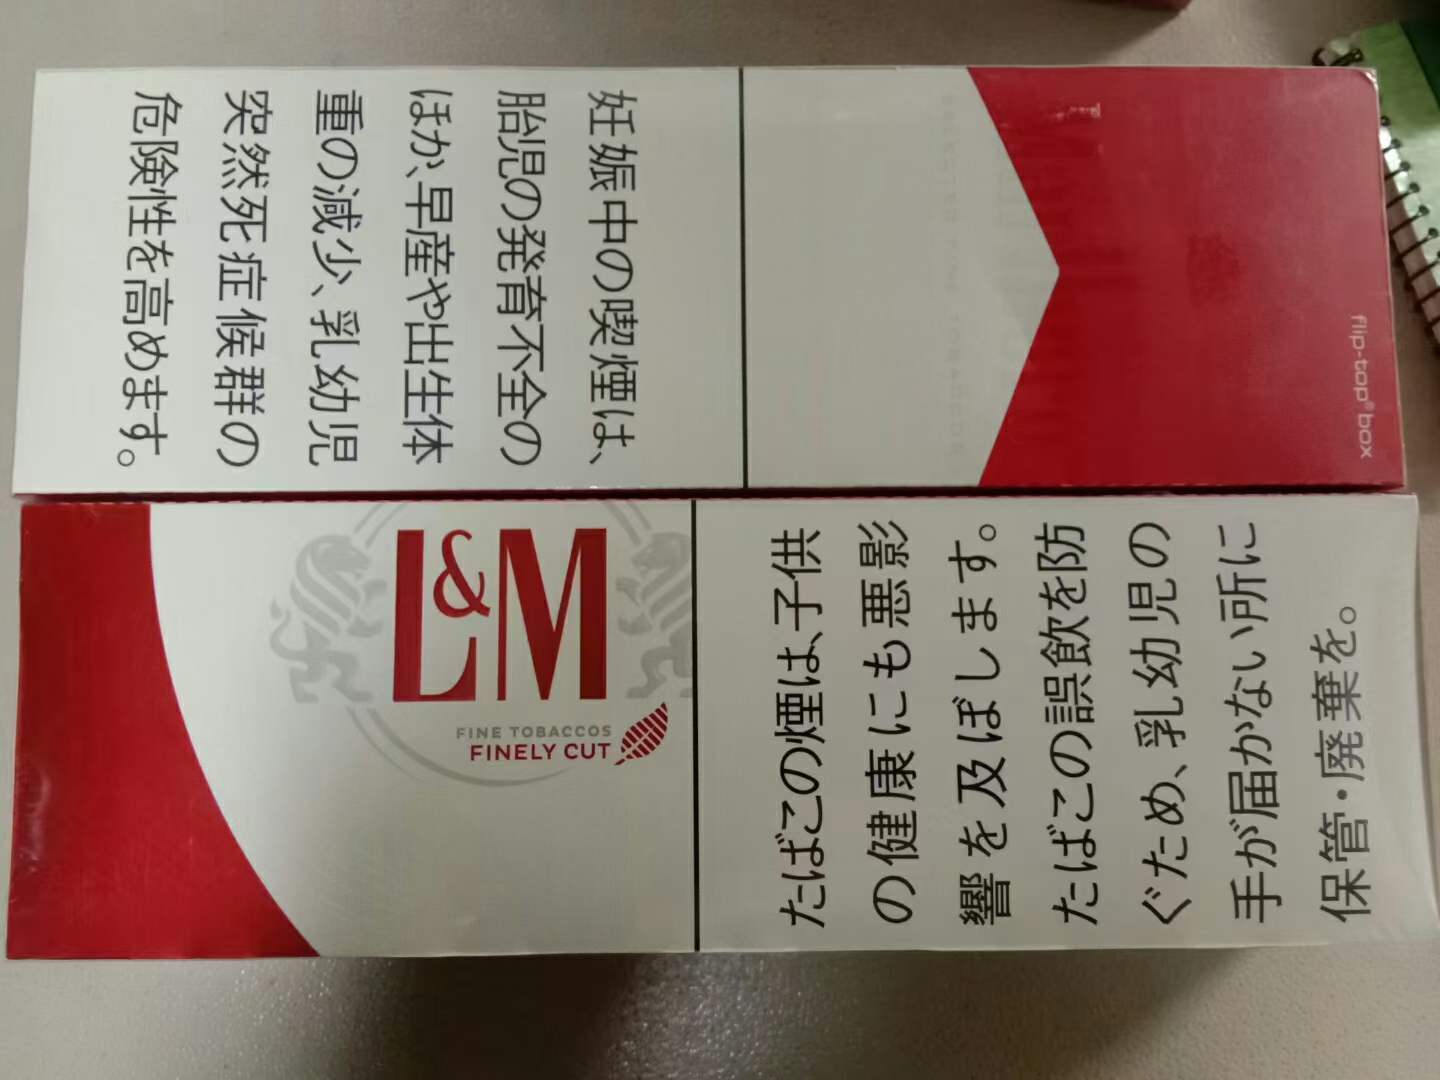 妊娠中の喫煙は、
胎児の発育不全の
ほか、早産や出生体
重の減少、乳幼児
突然死症候群の
危険性を高めます。
flip-top® box
L&M
FINE TOBACCOS
FINELY CUT
たばこの煙は、子供
の健康にも悪影
響を及ぼします。
たばこの誤飲を防
ぐため、乳幼児の
手が届かない所に
保管・廃棄を。